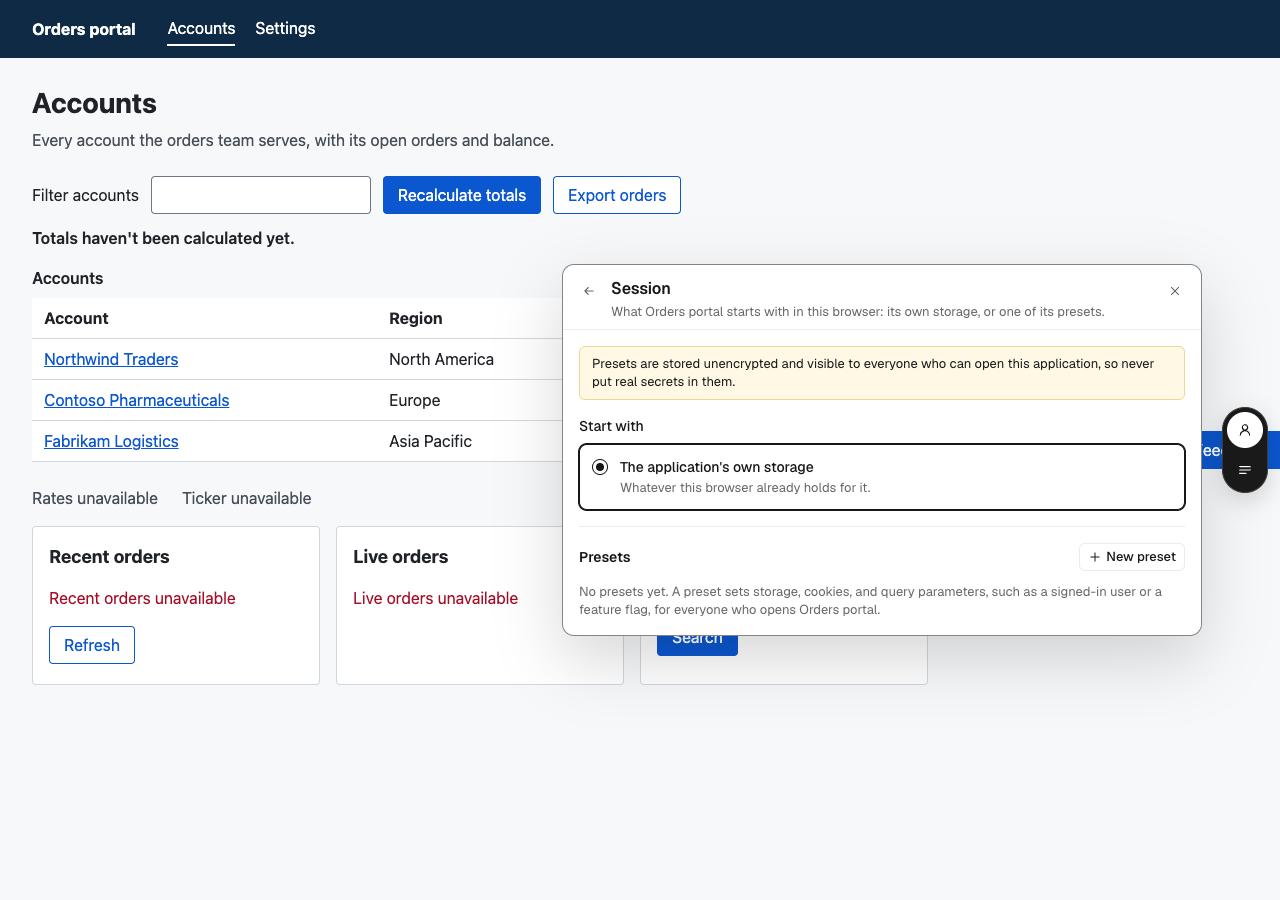 Orders portal
Accounts
Settings
Accounts
Every account the orders team serves, with its open orders and balance.
Filter accounts
Recalculate totals
Export orders
Totals haven't been calculated yet.
Accounts
Account
Region
Northwind Traders
North America
Contoso Pharmaceuticals
Europe
Fabrikam Logistics
Asia Pacific
Rates unavailable
Ticker unavailable
Recent orders
Recent orders unavailable
Refresh
Live orders
Live orders unavailable
Search
Session
What Orders portal starts with in this browser: its own storage, or one of its presets.
Presets are stored unencrypted and visible to everyone who can open this application, so never
put real secrets in them.
Start with
The application's own storage
Whatever this browser already holds for it.
Presets
New preset
No presets yet. A preset sets storage, cookies, and query parameters, such as a signed-in user or a
feature flag, for everyone who opens Orders portal.